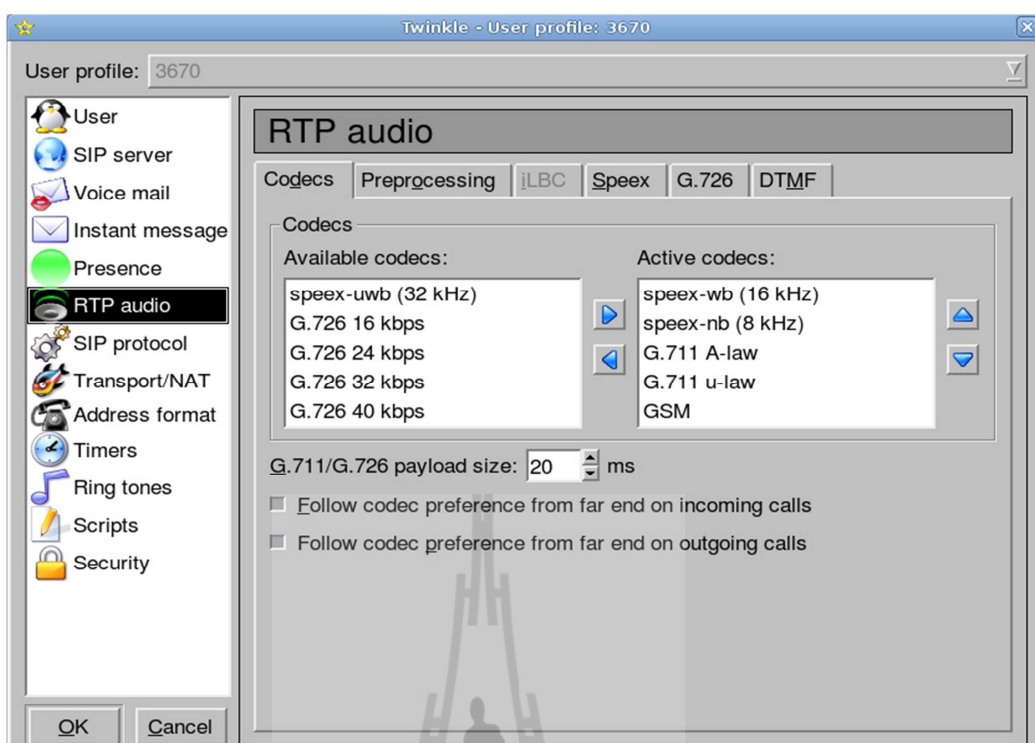 Twinkle - User profile: 3670
User profile: 3670
User
SIP server
Voice mail
Instant message
Presence
RTP audio
SIP protocol
Transport/NAT
Address format
Timers
Ring tones
Scripts
Security
OK Cancel
RTP audio
Codecs Preprocessing iLBC Speex G.726 DTMF
Codecs
Available codecs:
speex-uwb (32 kHz)
G.726 16 kbps
G.726 24 kbps
G.726 32 kbps
G.726 40 kbps
Active codecs:
speex-wb (16 kHz)
speex-nb (8 kHz)
G.711 A-law
G.711 u-law
GSM
G.711/G.726 payload size: 20 ms
Follow codec preference from far end on incoming calls
Follow codec preference from far end on outgoing calls